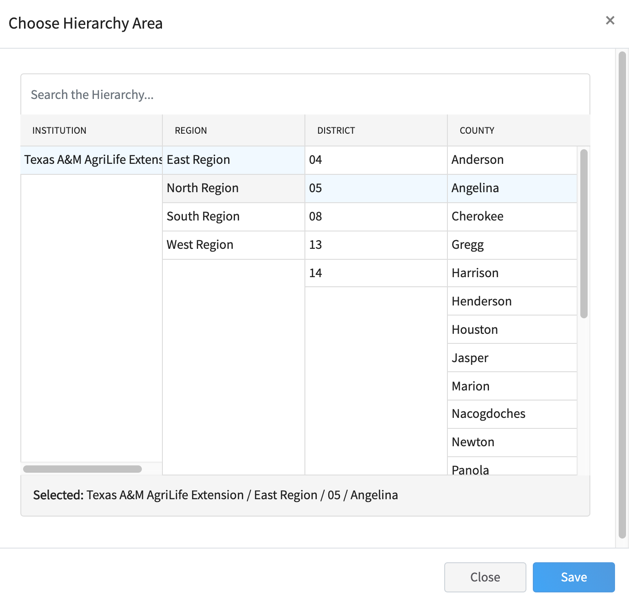 Choose Hierarchy Area
×
Search the Hierarchy...
INSTITUTION REGION DISTRICT COUNTY
Texas A&M AgriLife Extens East Region 04 Anderson
North Region 05 Angelina
South Region 08 Cherokee
West Region 13 Gregg
14 Harrison
Henderson
Houston
Jasper
Marion
Nacogdoches
Newton
Panola
Selected: Texas A&M AgriLife Extension / East Region / 05 / Angelina
Close Save